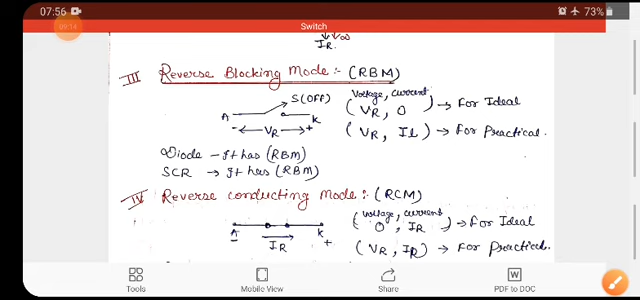 07:56
73%
09:14
Switch
↓V∞
IR.
III Reverse Blocking Mode :- (RBM)
S(OFF)
Voltage, current
A K (VR, 0) → For Ideal
- ←VR→ + (VR, IL) → For Practical.
Diode - It has (RBM)
SCR → It has (RBM)
IV Reverse conducting Mode :- (RCM)
Voltage, current
A K (0, IR) → For Ideal
IR + (VR, IR) → For Practical.
Tools
Mobile View
Share
W
PDF to DOC